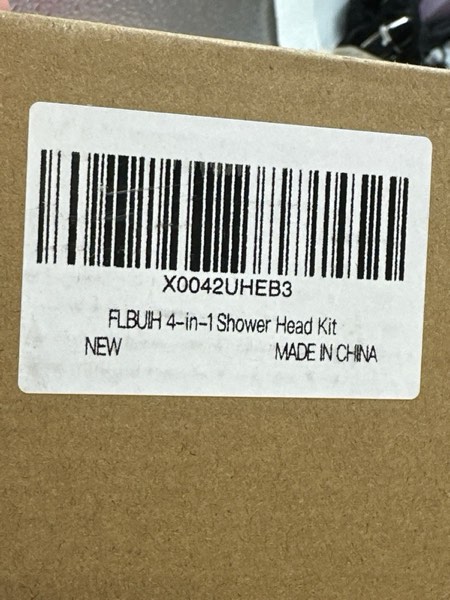 X0042UHEB3
FLBUIH 4-in-1 Shower Head Kit
NEW MADE IN CHINA